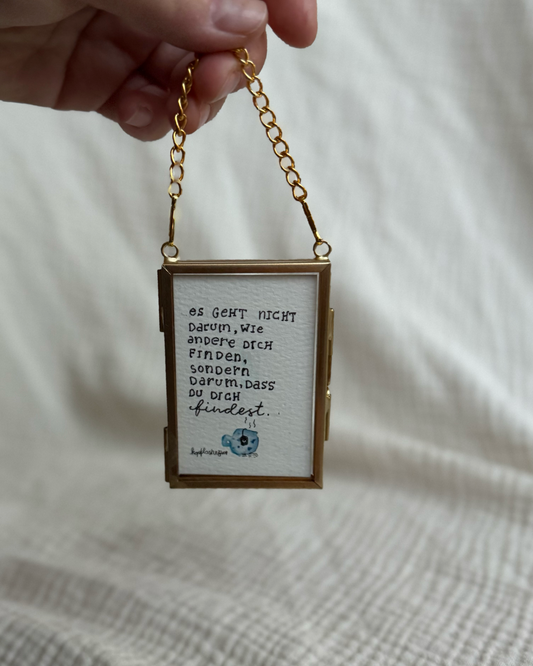 es GeHT NICHT
Darum, wie
andere DICH
Finden,
sondern
Darum, Dass
DU DICH
findest..